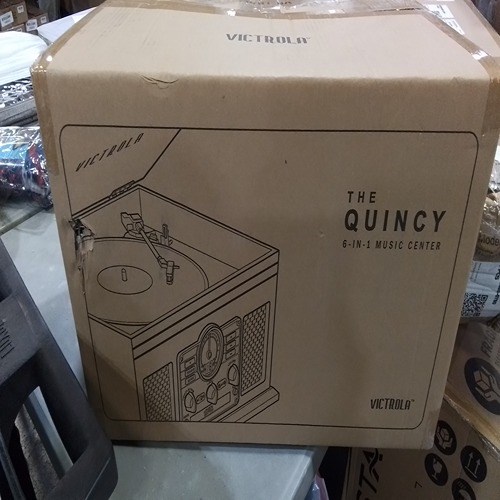 VICTROLA
VICTROLA
THE
QUINCY
6-IN-1 MUSIC CENTER
VICTROLA